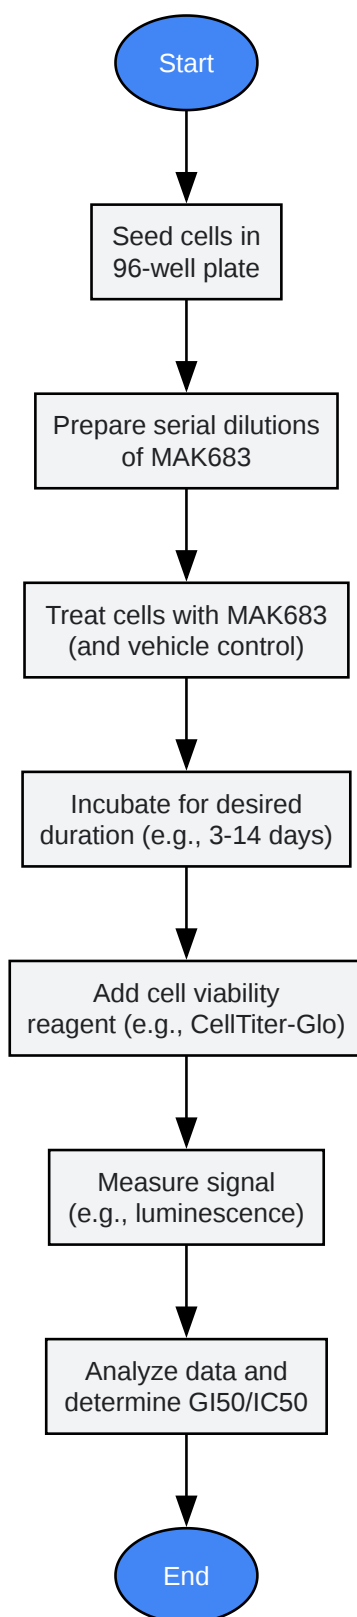 Start
Seed cells in
96-well plate
Prepare serial dilutions
of MAK683
Treat cells with MAK683
(and vehicle control)
Incubate for desired
duration (e.g., 3-14 days)
Add cell viability
reagent (e.g., CellTiter-Glo)
Measure signal
(e.g., luminescence)
Analyze data and
determine GI50/IC50
End